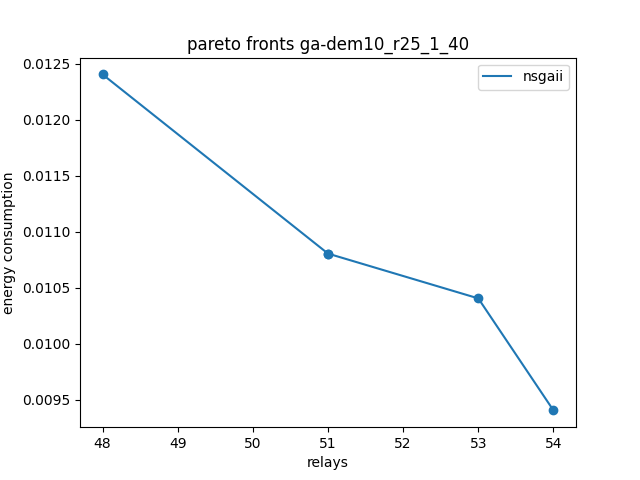 pareto fronts ga-dem10_r25_1_40
nsgaii
0.0125
0.0120
0.0115
0.0110
0.0105
0.0100
0.0095
energy consumption
48 49 50 51 52 53 54
relays